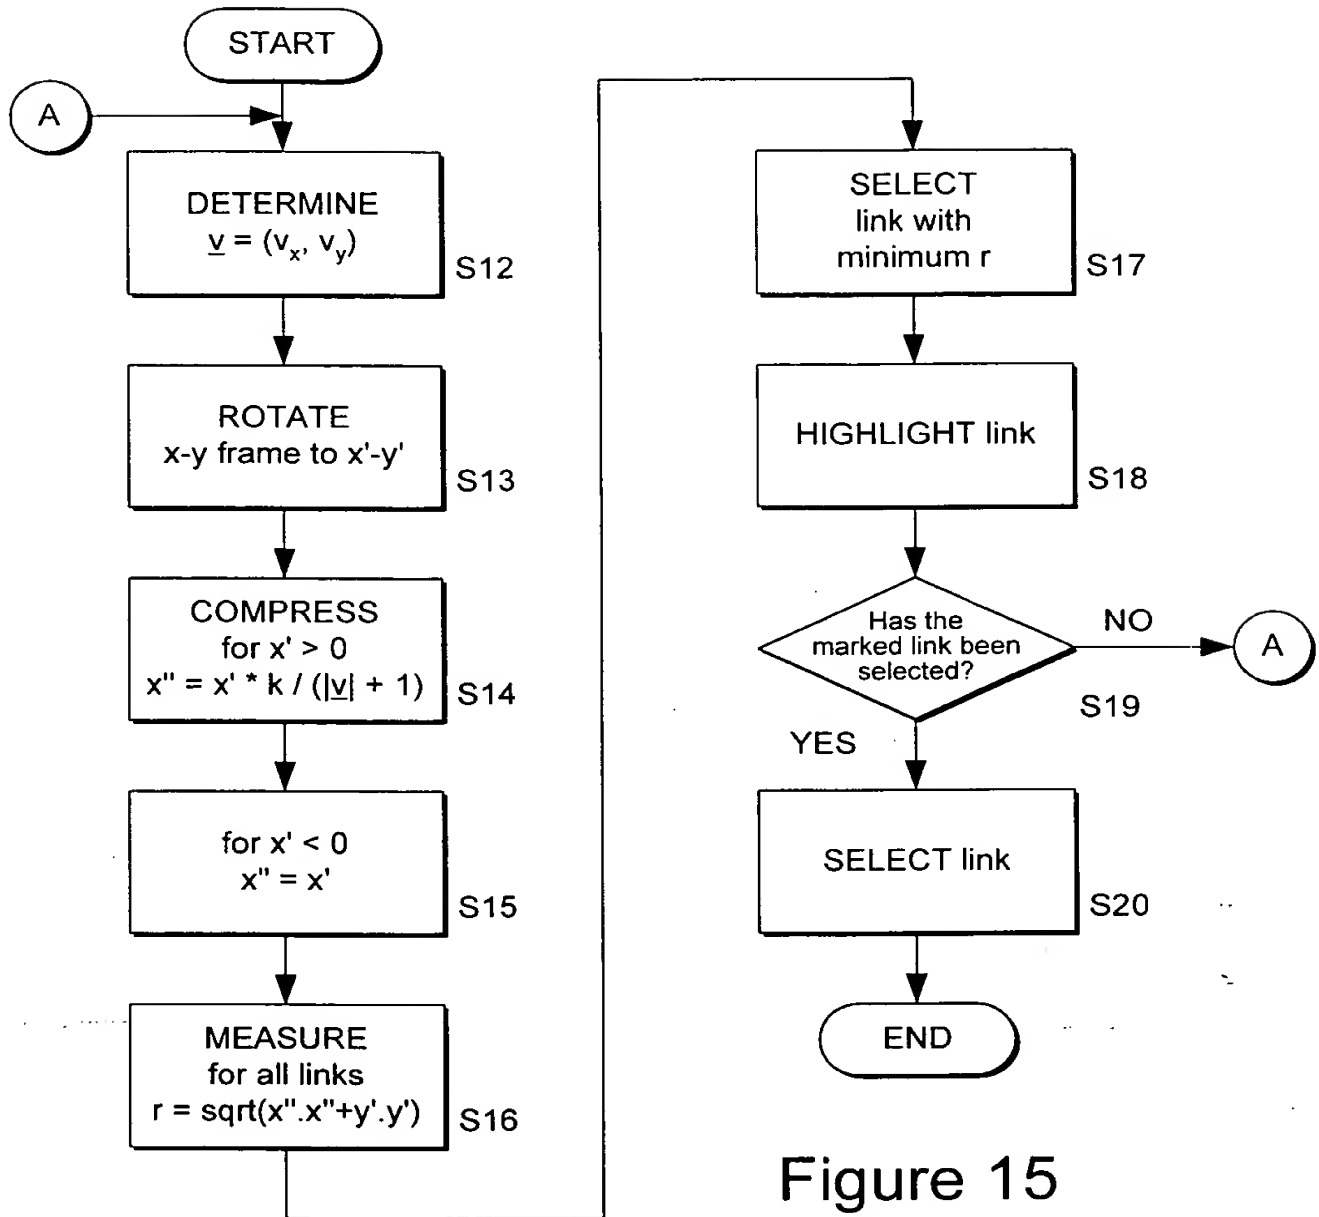 START
A
DETERMINE
v = (vx, vy)
S12
ROTATE
x-y frame to x'-y'
S13
COMPRESS
for x' > 0
x'' = x' * k / (|v| + 1)
S14
for x' < 0
x'' = x'
S15
MEASURE
for all links
r = sqrt(x''.x''+y'.y')
S16
SELECT
link with
minimum r
S17
HIGHLIGHT link
S18
Has the
marked link been
selected?
NO
A
S19
YES
SELECT link
S20
END
Figure 15